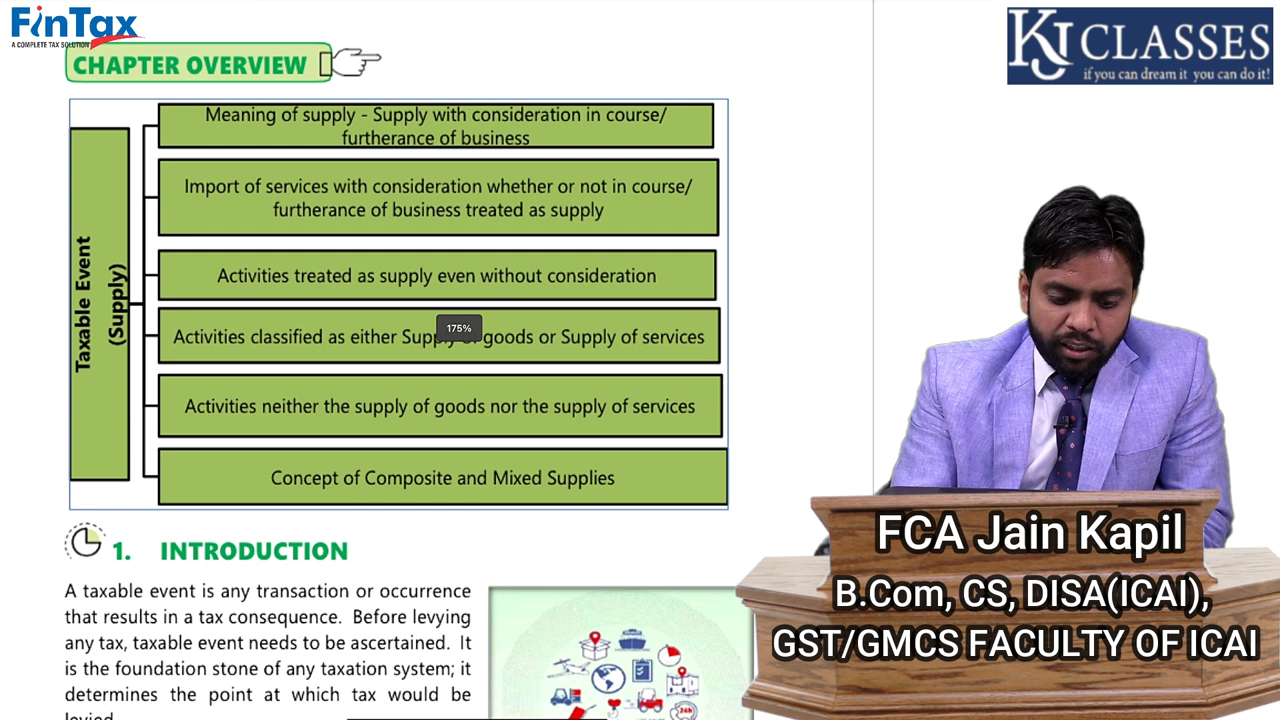 FinTax
A COMPLETE TAX SOLUTION
CHAPTER OVERVIEW
KJ CLASSES
if you can dream it you can do it!
Taxable Event
(Supply)
Meaning of supply - Supply with consideration in course/
furtherance of business
Import of services with consideration whether or not in course/
furtherance of business treated as supply
Activities treated as supply even without consideration
175%
Activities classified as either Supply of goods or Supply of services
Activities neither the supply of goods nor the supply of services
Concept of Composite and Mixed Supplies
1. INTRODUCTION
A taxable event is any transaction or occurrence
that results in a tax consequence. Before levying
any tax, taxable event needs to be ascertained. It
is the foundation stone of any taxation system; it
determines the point at which tax would be
levied.
24h
FCA Jain Kapil
B.Com, CS, DISA(ICAI),
GST/GMCS FACULTY OF ICAI